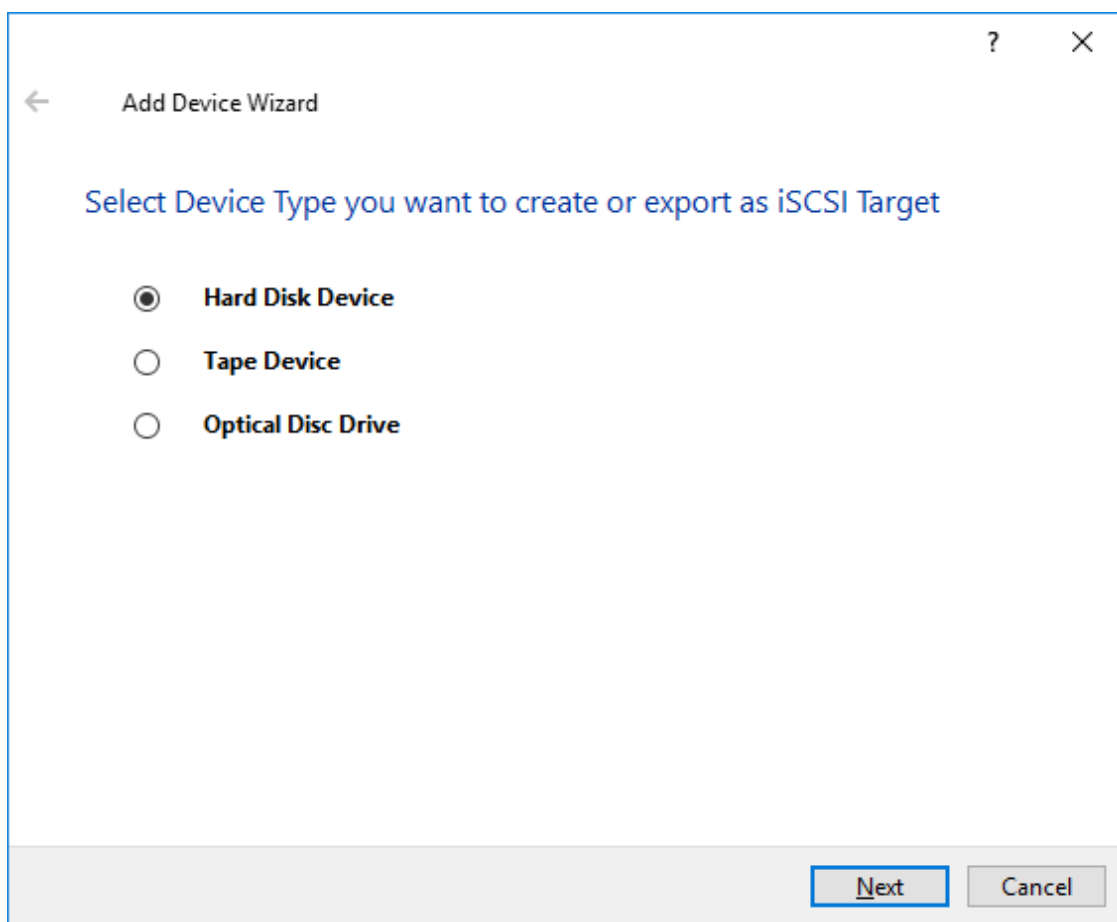 ?
Add Device Wizard
Select Device Type you want to create or export as iSCSI Target
Hard Disk Device
Tape Device
Optical Disc Drive
Next
Cancel